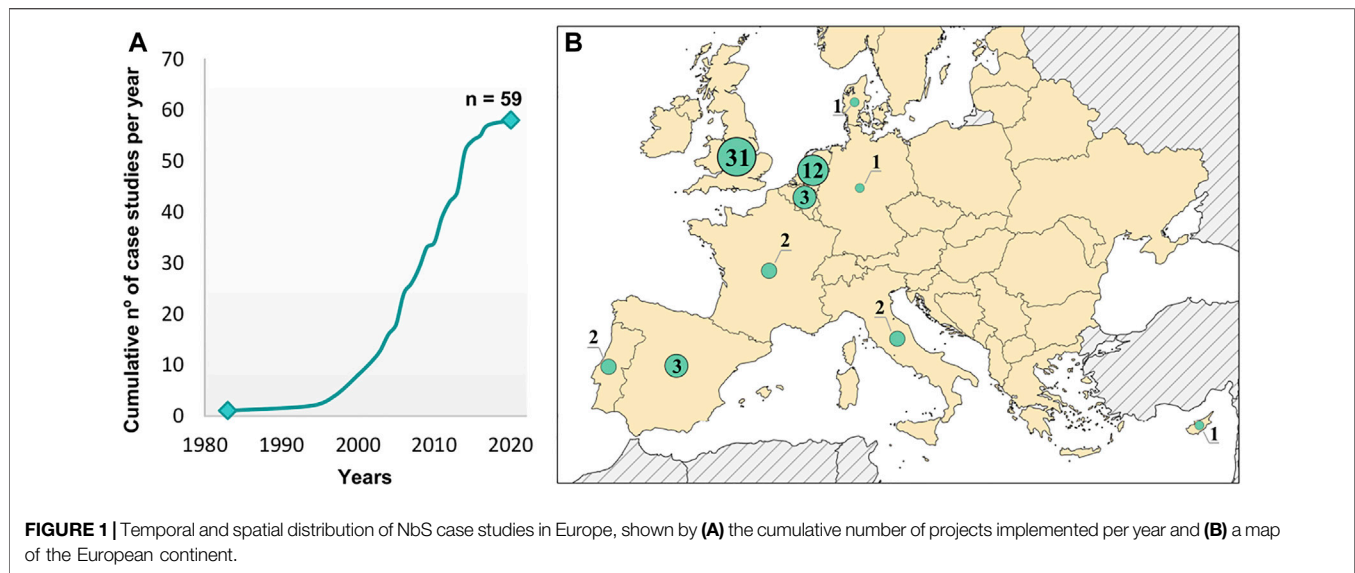 A
Cumulative nº of case studies per year
70
60
50
40
30
20
10
0
n = 59
1980 1990 2000 2010 2020
Years
B
1
31
12
1
3
2
2
2
3
1
FIGURE 1 | Temporal and spatial distribution of NbS case studies in Europe, shown by (A) the cumulative number of projects implemented per year and (B) a map
of the European continent.